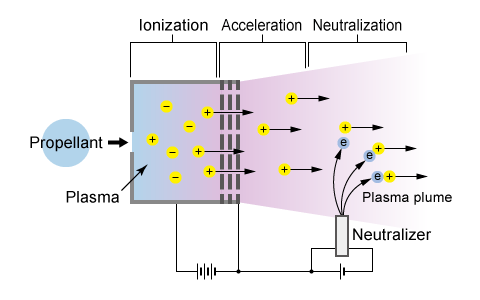 Ionization
Acceleration
Neutralization
Propellant
Plasma
+
+
+
+
−
−
−
−
+
+
+
+
e
+
e
+
e
+
Plasma plume
Neutralizer